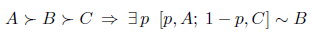 A ≻ B ≻ C ⇒ ∃ p [p, A; 1 − p, C] ∼ B